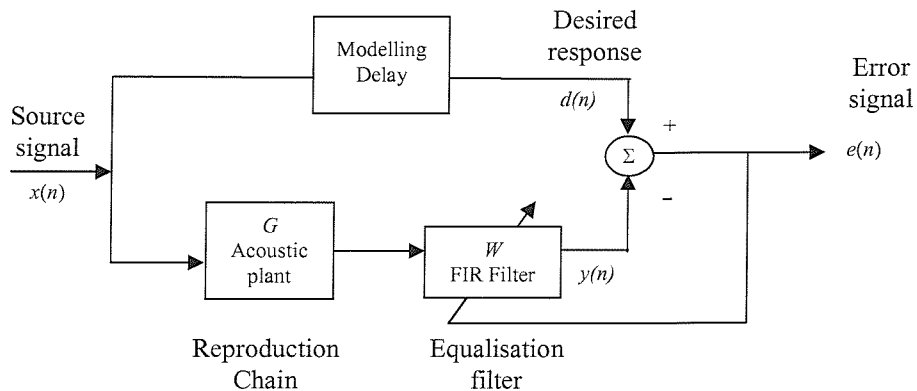 Modelling
Delay
Desired
response
d(n)
Error
signal
e(n)
Source
signal
x(n)
+
Σ
−
G
Acoustic
plant
W
FIR Filter
y(n)
Reproduction
Chain
Equalisation
filter